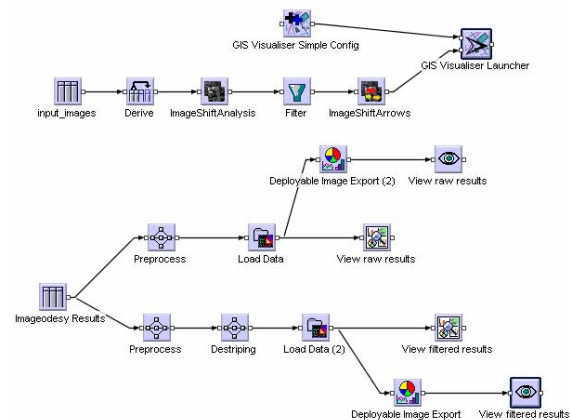 GIS Visualiser Simple Config
GIS Visualiser Launcher
input_images
Derive
ImageShiftAnalysis
Filter
ImageShiftArrows
Deployable Image Export (2)
View raw results
Preprocess
Load Data
View raw results
Imageodesy Results
Preprocess
Destriping
Load Data (2)
View filtered results
Deployable Image Export
View filtered results